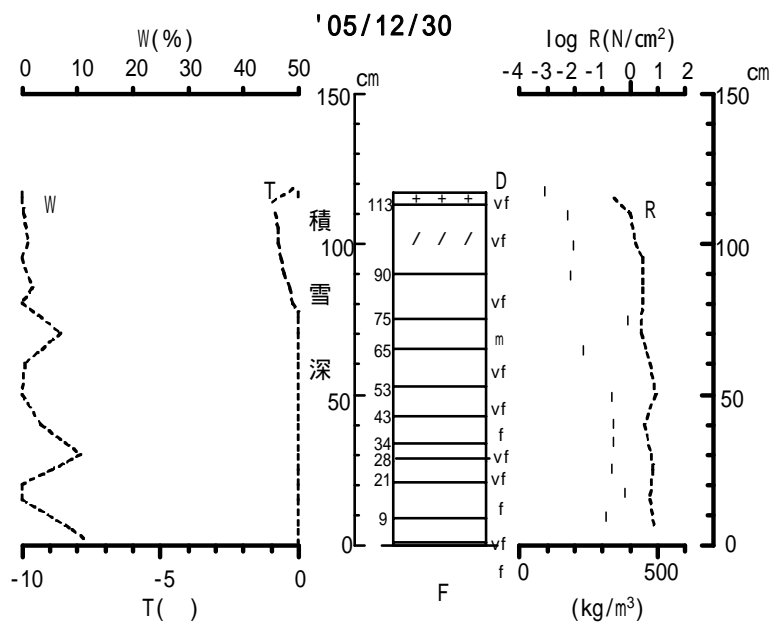 '05/12/30
W(%)
log R(N/cm²)
0 10 20 30 40 50
cm
-4 -3 -2 -1 0 1 2
cm
150
150
T
D
W
113
+ + +
vf
R
積
100
/ / /
vf
100
90
雪
vf
75
m
65
深
vf
53
50
vf
50
43
f
34
28
vf
21
vf
f
9
0
vf
0
-10 -5 0
f
0 500
T( )
F
(kg/m³)